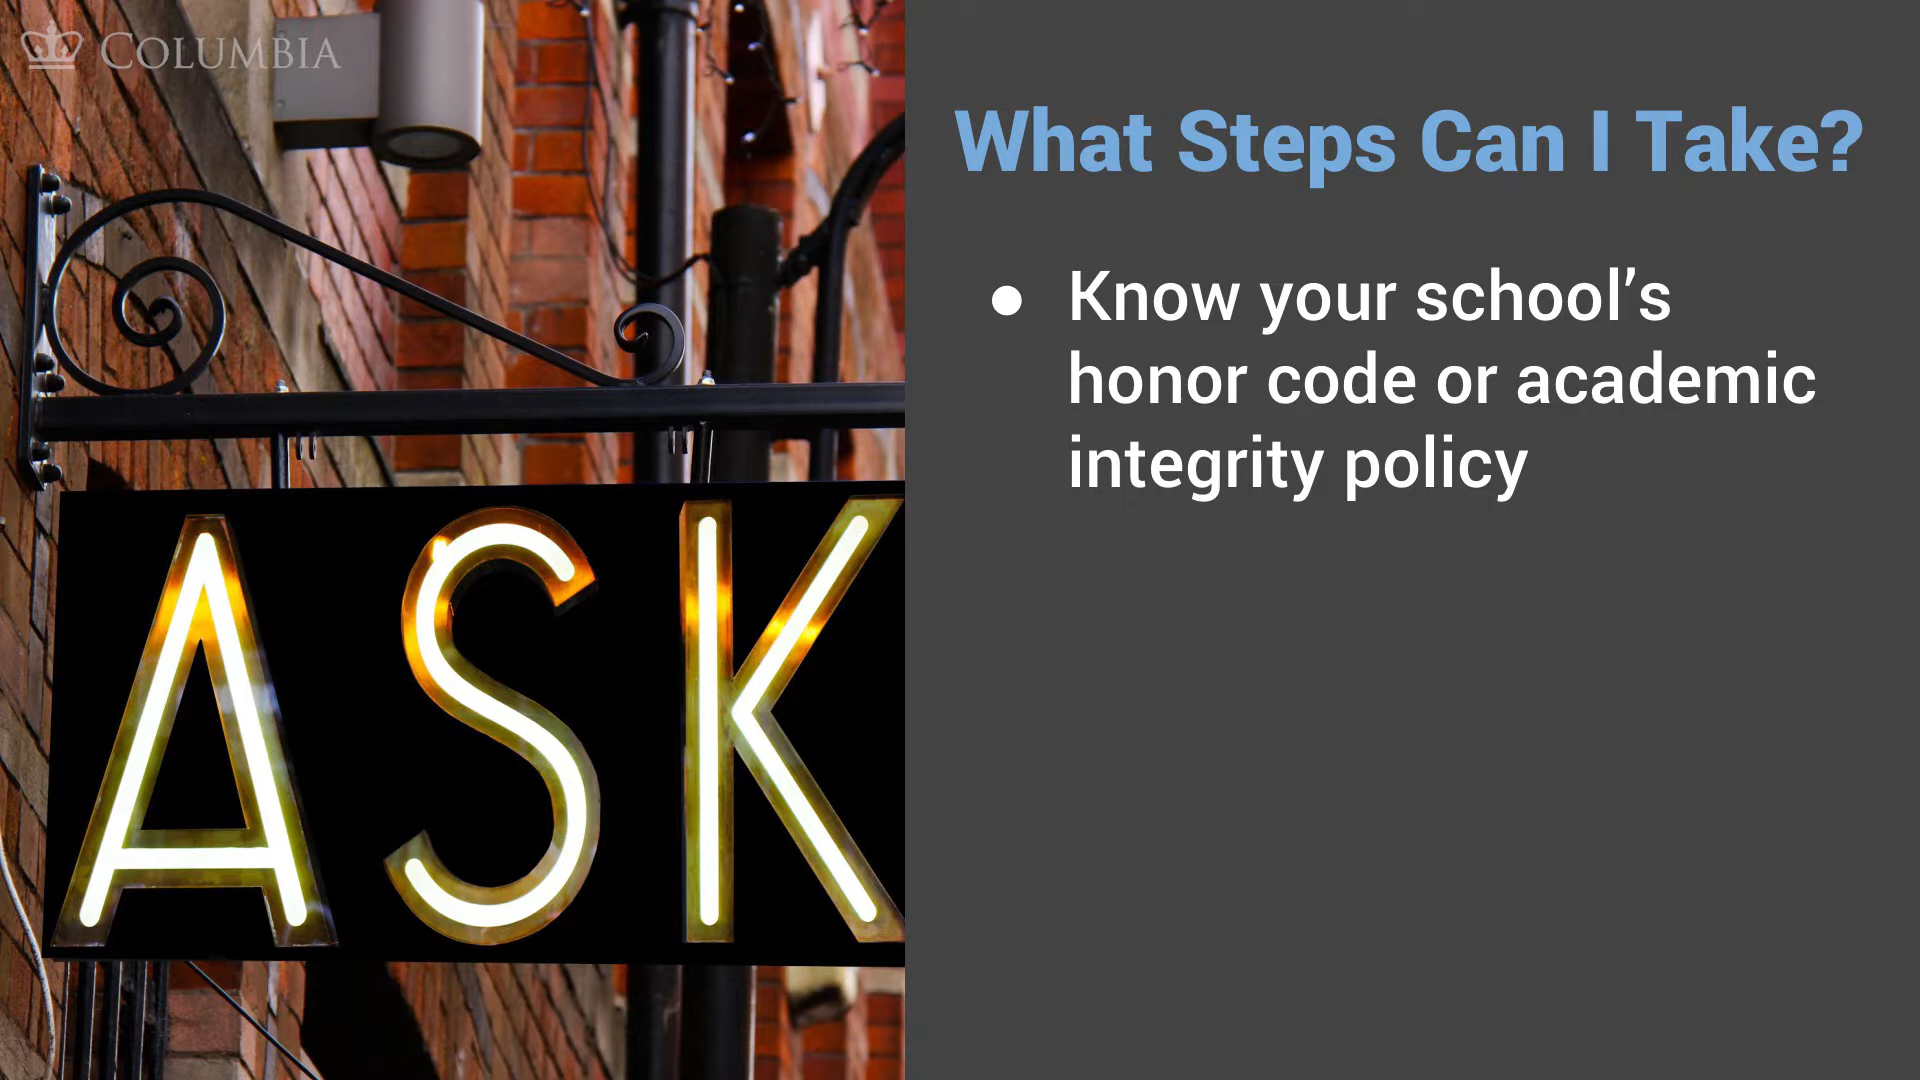 COLUMBIA
ASK
What Steps Can I Take?
● Know your school’s
honor code or academic
integrity policy